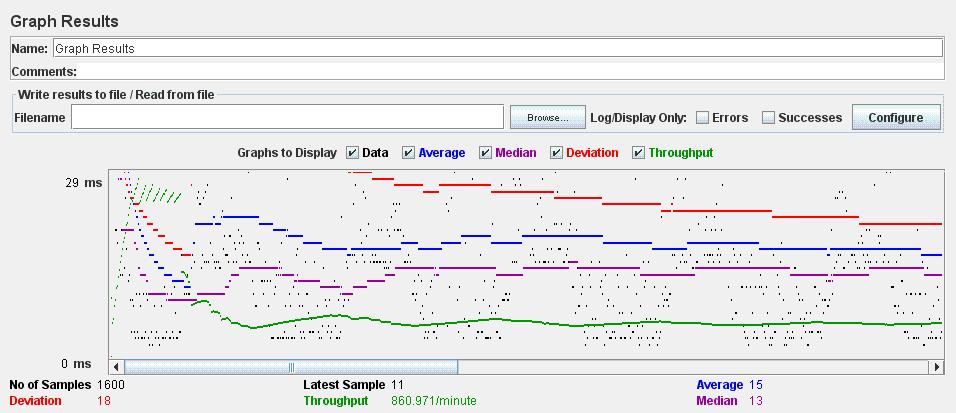 Graph Results
Name: Graph Results
Comments:
Write results to file / Read from file
Filename Browse... Log/Display Only: Errors Successes Configure
Graphs to Display Data Average Median Deviation Throughput
29 ms
0 ms
No of Samples 1600 Latest Sample 11 Average 15
Deviation 18 Throughput 860.971/minute Median 13